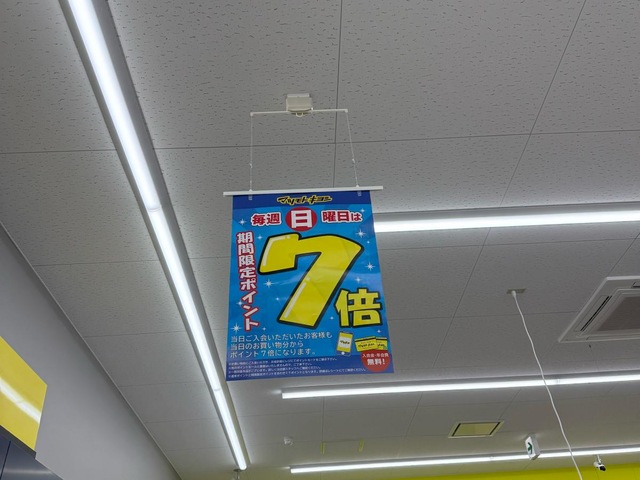 マツモトキヨシ
毎週日曜日は
期間限定ポイント
7倍
当日ご入会いただいたお客様も
当日のお買い物分から
ポイント7倍になります。
入会金・年会費
無料!